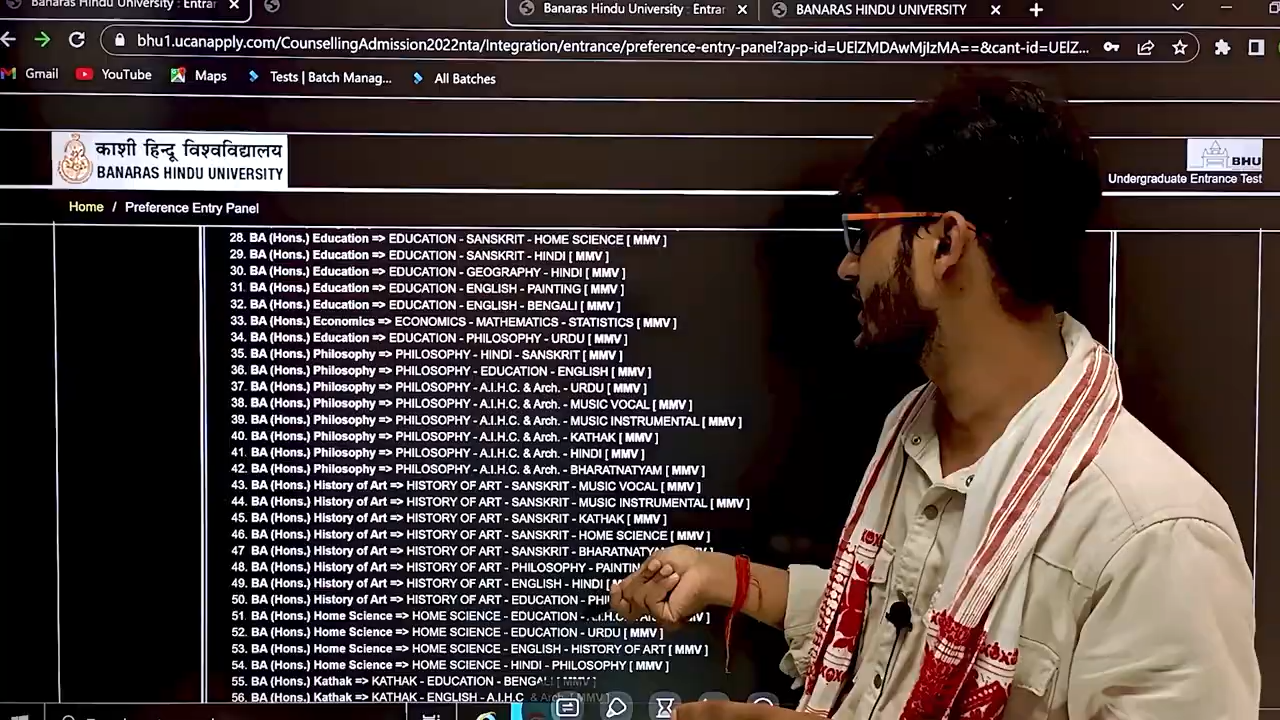 Banaras Hindu University : Entrar
Banaras Hindu University : Entrar
BANARAS HINDU UNIVERSITY
bhu1.ucanapply.com/CounsellingAdmission2022nta/Integration/entrance/preference-entry-panel?app-id=UElZMDAwMjIzMA==&cant-id=UElZ...
Gmail YouTube Maps Tests | Batch Manag... All Batches
काशी हिन्दू विश्वविद्यालय
BANARAS HINDU UNIVERSITY
BHU
Undergraduate Entrance Test
Home / Preference Entry Panel
28. BA (Hons.) Education => EDUCATION - SANSKRIT - HOME SCIENCE [ MMV ]
29. BA (Hons.) Education => EDUCATION - SANSKRIT - HINDI [ MMV ]
30. BA (Hons.) Education => EDUCATION - GEOGRAPHY - HINDI [ MMV ]
31. BA (Hons.) Education => EDUCATION - ENGLISH - PAINTING [ MMV ]
32. BA (Hons.) Education => EDUCATION - ENGLISH - BENGALI [ MMV ]
33. BA (Hons.) Economics => ECONOMICS - MATHEMATICS - STATISTICS [ MMV ]
34. BA (Hons.) Education => EDUCATION - PHILOSOPHY - URDU [ MMV ]
35. BA (Hons.) Philosophy => PHILOSOPHY - HINDI - SANSKRIT [ MMV ]
36. BA (Hons.) Philosophy => PHILOSOPHY - EDUCATION - ENGLISH [ MMV ]
37. BA (Hons.) Philosophy => PHILOSOPHY - A.I.H.C. & Arch. - URDU [ MMV ]
38. BA (Hons.) Philosophy => PHILOSOPHY - A.I.H.C. & Arch. - MUSIC VOCAL [ MMV ]
39. BA (Hons.) Philosophy => PHILOSOPHY - A.I.H.C. & Arch. - MUSIC INSTRUMENTAL [ MMV ]
40. BA (Hons.) Philosophy => PHILOSOPHY - A.I.H.C. & Arch. - KATHAK [ MMV ]
41. BA (Hons.) Philosophy => PHILOSOPHY - A.I.H.C. & Arch. - HINDI [ MMV ]
42. BA (Hons.) Philosophy => PHILOSOPHY - A.I.H.C. & Arch. - BHARATNATYAM [ MMV ]
43. BA (Hons.) History of Art => HISTORY OF ART - SANSKRIT - MUSIC VOCAL [ MMV ]
44. BA (Hons.) History of Art => HISTORY OF ART - SANSKRIT - MUSIC INSTRUMENTAL [ MMV ]
45. BA (Hons.) History of Art => HISTORY OF ART - SANSKRIT - KATHAK [ MMV ]
46. BA (Hons.) History of Art => HISTORY OF ART - SANSKRIT - HOME SCIENCE [ MMV ]
47 BA (Hons.) History of Art => HISTORY OF ART - SANSKRIT - BHARATNATYA
48. BA (Hons.) History of Art => HISTORY OF ART - PHILOSOPHY - PAINTIN
49. BA (Hons.) History of Art => HISTORY OF ART - ENGLISH - HINDI [
50. BA (Hons.) History of Art => HISTORY OF ART - EDUCATION - PHI
51. BA (Hons.) Home Science => HOME SCIENCE - EDUCATION -
52. BA (Hons.) Home Science => HOME SCIENCE - EDUCATION - URDU [ MMV ]
53. BA (Hons.) Home Science => HOME SCIENCE - ENGLISH - HISTORY OF ART [ MMV ]
54. BA (Hons.) Home Science => HOME SCIENCE - HINDI - PHILOSOPHY [ MMV ]
55. BA (Hons.) Kathak => KATHAK - EDUCATION - BENGALI [ MMV ]
56. BA (Hons.) Kathak => KATHAK - ENGLISH - A.I.H.C & Arch [ MMV ]